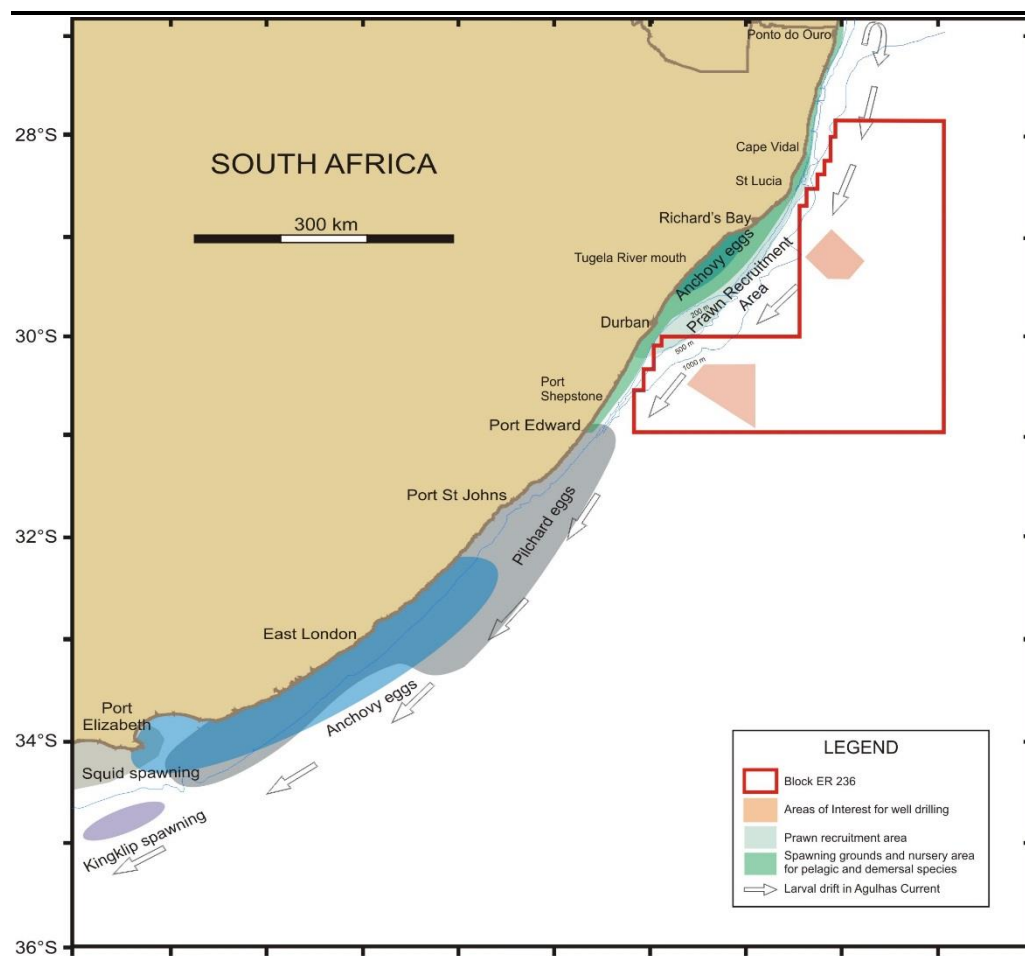 Ponto do Ouro
28°S
Cape Vidal
SOUTH AFRICA
St Lucia
300 km
Richard's Bay
Tugela River mouth
Anchovy eggs
Prawn Recruitment
Area
200 m
Durban
30°S
500 m
1000 m
Port
Shepstone
Port Edward
Port St Johns
Pilchard eggs
32°S
East London
Port
Elizabeth
Anchovy eggs
34°S
Squid spawning
Kingklip spawning
36°S
LEGEND
Block ER 236
Areas of Interest for well drilling
Prawn recruitment area
Spawning grounds and nursery area
for pelagic and demersal species
Larval drift in Agulhas Current